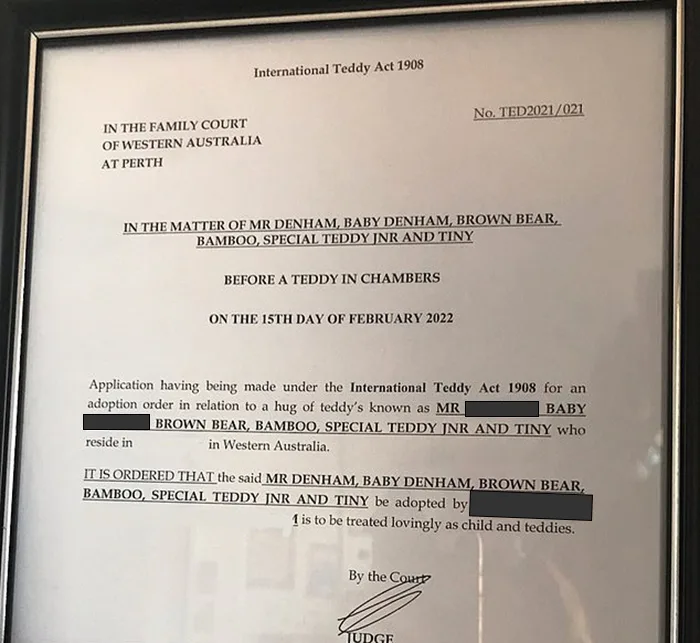 International Teddy Act 1908
No. TED2021/021
IN THE FAMILY COURT
OF WESTERN AUSTRALIA
AT PERTH
IN THE MATTER OF MR DENHAM, BABY DENHAM, BROWN BEAR,
BAMBOO, SPECIAL TEDDY JNR AND TINY
BEFORE A TEDDY IN CHAMBERS
ON THE 15TH DAY OF FEBRUARY 2022
Application having being made under the International Teddy Act 1908 for an
adoption order in relation to a hug of teddy's known as MR BABY
BROWN BEAR, BAMBOO, SPECIAL TEDDY JNR AND TINY who
reside in in Western Australia.
IT IS ORDERED THAT the said MR DENHAM, BABY DENHAM, BROWN BEAR,
BAMBOO, SPECIAL TEDDY JNR AND TINY be adopted by
is to be treated lovingly as child and teddies.
By the Court
JUDGE